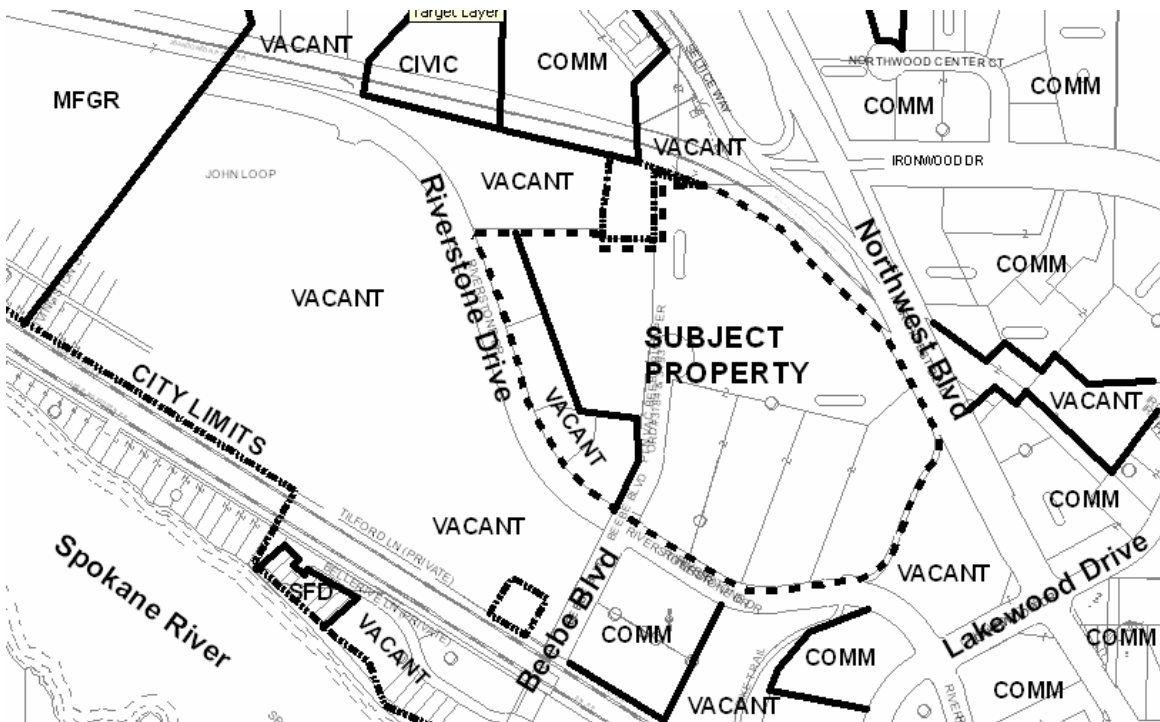 Target Layer
VACANT
CIVIC
COMM
SELTICE WAY
NORTHWOOD CENTER CT
COMM
COMM
MFGR
VACANT
IRONWOOD DR
JOHN LOOP
VACANT
Riverstone Drive
Northwest Blvd
COMM
VACANT
SUBJECT
PROPERTY
VACANT
VACANT
CITY LIMITS
COMM
BEEBE BLVD
VACANT
TILFORD LN (PRIVATE)
BELLERIVE LN (PRIVATE)
Spokane River
SFD
VACANT
Beebe Blvd
COMM
VACANT
Lakewood Drive
COMM
COMM
COMM
VACANT